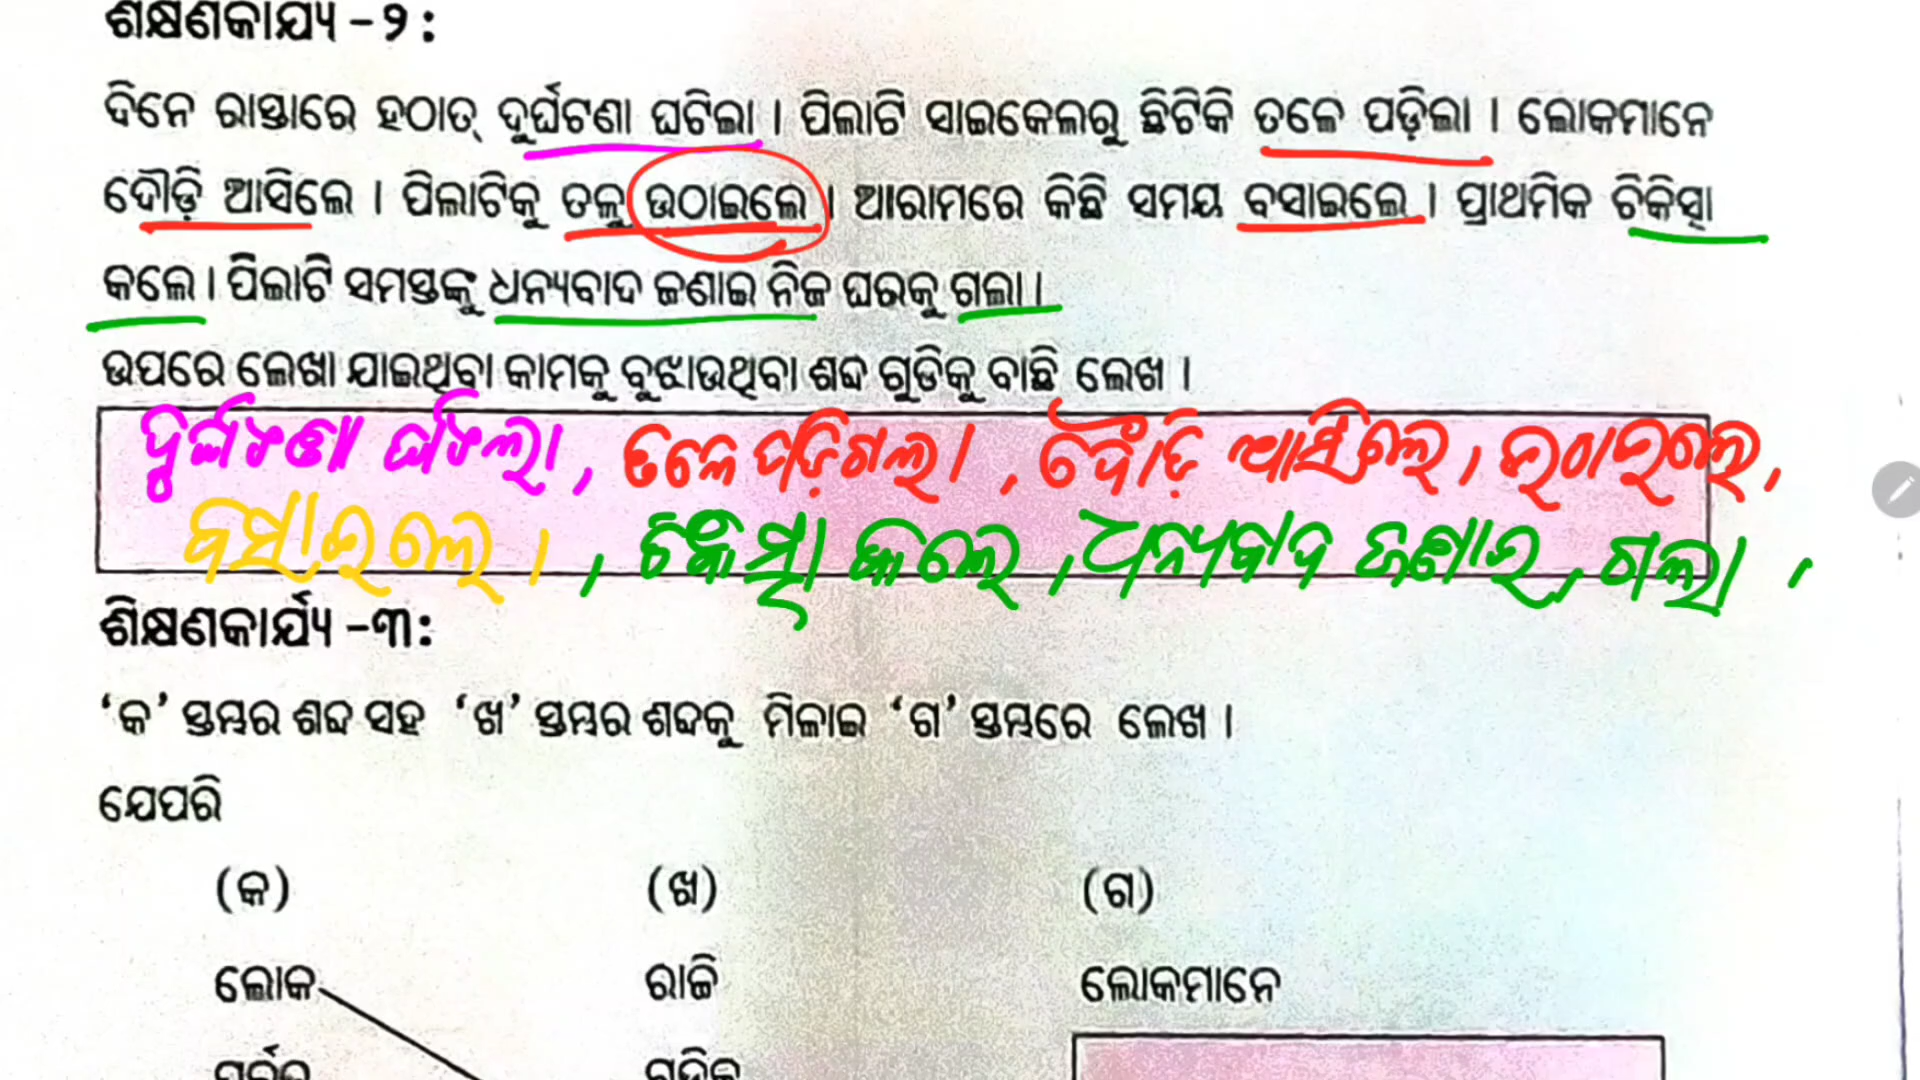 ଶିକ୍ଷଣକାର୍ଯ୍ୟ -୨ :
ଦିନେ ରାସ୍ତାରେ ହଠାତ୍ ଦୁର୍ଘଟଣା ଘଟିଲା । ପିଲାଟି ସାଇକେଲରୁ ଛିଟିକି ତଳେ ପଡ଼ିଲା । ଲୋକମାନେ
ଦୌଡ଼ି ଆସିଲେ । ପିଲାଟିକୁ ତଳୁ ଉଠାଇଲେ । ଆରାମରେ କିଛି ସମୟ ବସାଇଲେ । ପ୍ରାଥମିକ ଚିକିତ୍ସା
କଲେ । ପିଲାଟି ସମସ୍ତଙ୍କୁ ଧନ୍ୟବାଦ ଜଣାଇ ନିଜ ଘରକୁ ଗଲା ।
ଉପରେ ଲେଖା ଯାଇଥିବା କାମକୁ ବୁଝାଉଥିବା ଶବ୍ଦ ଗୁଡିକୁ ବାଛି ଲେଖ ।
ଦୁର୍ଘଟଣା ଘଟିଲା, ତଳେ ପଡ଼ିଗଲା, ଦୌଡ଼ି ଆସିଲେ, ଉଠାଇଲେ,
ବସାଇଲେ । , ଚିକିତ୍ସା କଲେ, ଧନ୍ୟବାଦ ଜଣାଇ, ଗଲା ,
ଶିକ୍ଷଣକାର୍ଯ୍ୟ -୩:
‘କ’ ସ୍ତମ୍ଭର ଶବ୍ଦ ସହ ‘ଖ’ ସ୍ତମ୍ଭର ଶବ୍ଦକୁ ମିଳାଇ ‘ଗ’ ସ୍ତମ୍ଭରେ ଲେଖ ।
ଯେପରି
(କ) (ଖ) (ଗ)
ଲୋକ ରାଜି ଲୋକମାନେ